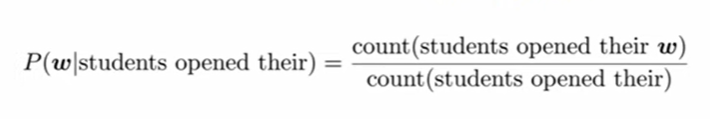 P(w|students opened their) = count(students opened their w) / count(students opened their)